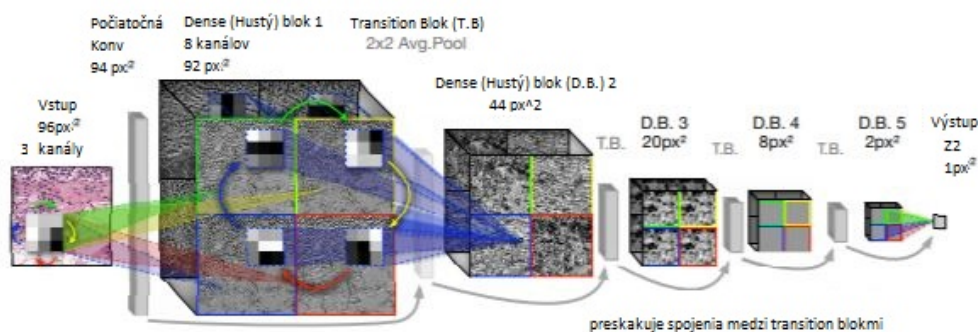 Počiatočná
Konv
94 px²
Dense (Hustý) blok 1
8 kanálov
92 px²
Transition Blok (T.B)
2x2 Avg.Pool
Vstup
96px²
3 kanály
Dense (Hustý) blok (D.B.) 2
44 px^2
T.B.
D.B. 3
20px²
T.B.
D.B. 4
8px²
T.B.
D.B. 5
2px²
Výstup
Z2
1px²
preskakuje spojenia medzi transition blokmi